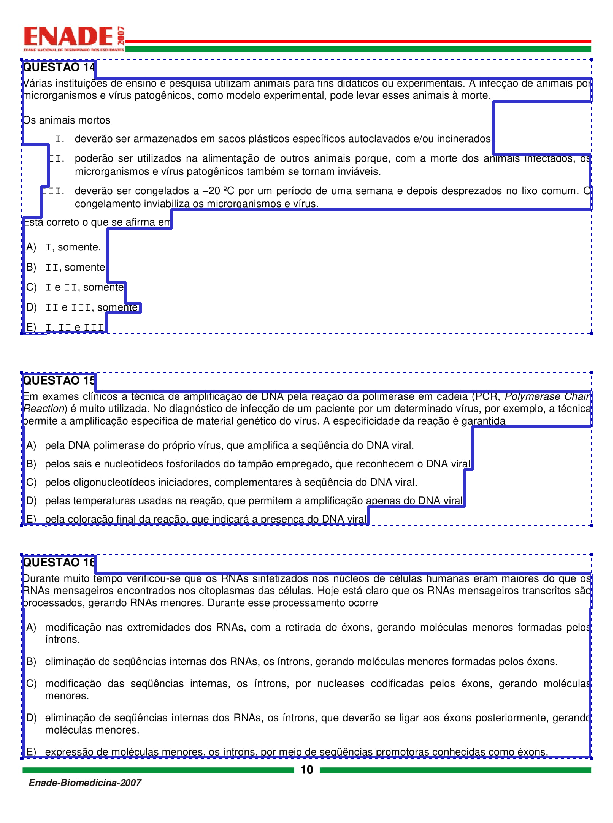 ENADE 2007
EXAME NACIONAL DE DESEMPENHO DOS ESTUDANTES
QUESTÃO 14
Várias instituições de ensino e pesquisa utilizam animais para fins didáticos ou experimentais. A infecção de animais por
microrganismos e vírus patogênicos, como modelo experimental, pode levar esses animais à morte.
Os animais mortos
I. deverão ser armazenados em sacos plásticos específicos autoclavados e/ou incinerados.
II. poderão ser utilizados na alimentação de outros animais porque, com a morte dos animais infectados, os
microrganismos e vírus patogênicos também se tornam inviáveis.
III. deverão ser congelados a –20 ºC por um período de uma semana e depois desprezados no lixo comum. O
congelamento inviabiliza os microrganismos e vírus.
Está correto o que se afirma em
A) I, somente.
B) II, somente.
C) I e II, somente.
D) II e III, somente.
E) I, II e III.
QUESTÃO 15
Em exames clínicos a técnica de amplificação de DNA pela reação da polimerase em cadeia (PCR, Polymerase Chain
Reaction) é muito utilizada. No diagnóstico de infecção de um paciente por um determinado vírus, por exemplo, a técnica
permite a amplificação específica de material genético do vírus. A especificidade da reação é garantida
A) pela DNA polimerase do próprio vírus, que amplifica a seqüência do DNA viral.
B) pelos sais e nucleotídeos fosforilados do tampão empregado, que reconhecem o DNA viral.
C) pelos oligonucleotídeos iniciadores, complementares à seqüência do DNA viral.
D) pelas temperaturas usadas na reação, que permitem a amplificação apenas do DNA viral.
E) pela coloração final da reação, que indicará a presença do DNA viral.
QUESTÃO 16
Durante muito tempo verificou-se que os RNAs sintetizados nos núcleos de células humanas eram maiores do que os
RNAs mensageiros encontrados nos citoplasmas das células. Hoje está claro que os RNAs mensageiros transcritos são
processados, gerando RNAs menores. Durante esse processamento ocorre
A) modificação nas extremidades dos RNAs, com a retirada de éxons, gerando moléculas menores formadas pelos
íntrons.
B) eliminação de seqüências internas dos RNAs, os íntrons, gerando moléculas menores formadas pelos éxons.
C) modificação das seqüências internas, os íntrons, por nucleases codificadas pelos éxons, gerando moléculas
menores.
D) eliminação de seqüências internas dos RNAs, os íntrons, que deverão se ligar aos éxons posteriormente, gerando
moléculas menores.
E) expressão de moléculas menores, os íntrons, por meio de seqüências promotoras conhecidas como éxons.
10
Enade-Biomedicina-2007